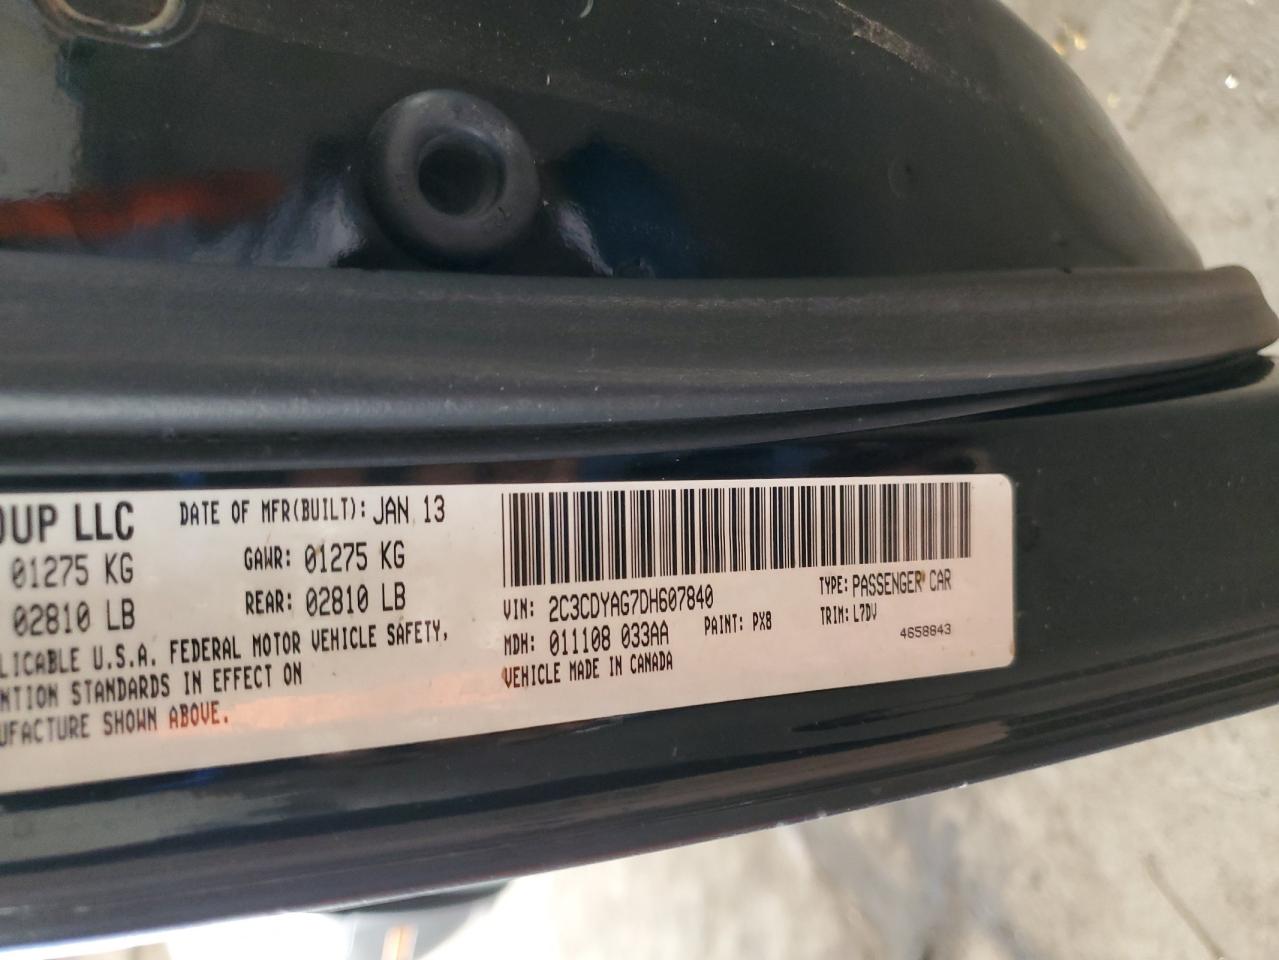 OUP LLC DATE OF MFR(BUILT): JAN 13
01275 KG GAWR: 01275 KG
02810 LB REAR: 02810 LB
LICABLE U.S.A. FEDERAL MOTOR VEHICLE SAFETY,
NTION STANDARDS IN EFFECT ON
UFACTURE SHOWN ABOVE.
VIN: 2C3CDYAG7DH607840 TYPE: PASSENGER CAR
MDH: 011108 033AA PAINT: PX8 TRIM: L7DV
VEHICLE MADE IN CANADA 4658843